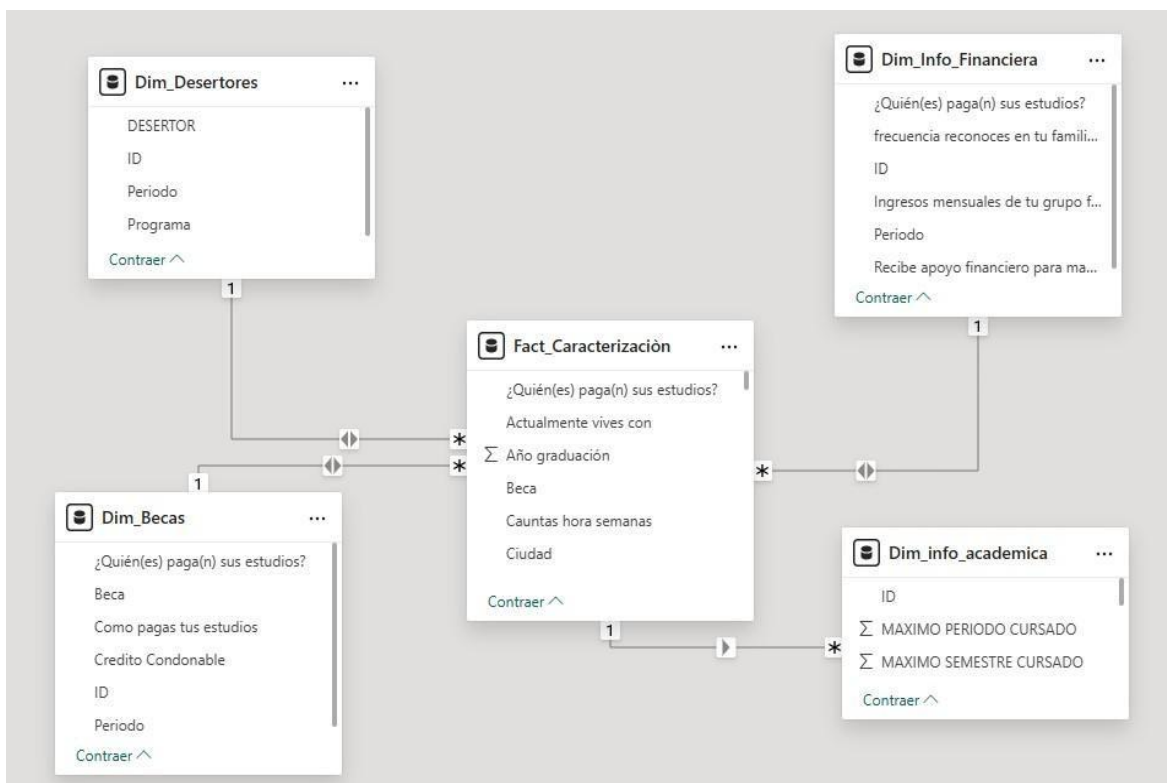 Dim_Desertores
...
DESERTOR
ID
Periodo
Programa
Contraer
1
Dim_Info_Financiera
...
¿Quién(es) paga(n) sus estudios?
frecuencia reconoces en tu famili...
ID
Ingresos mensuales de tu grupo f...
Periodo
Recibe apoyo financiero para ma...
Contraer
1
Fact_Caracterizaciòn
...
¿Quién(es) paga(n) sus estudios?
Actualmente vives con
∑ Año graduación
Beca
Cauntas hora semanas
Ciudad
Contraer
*
*
*
1
1
Dim_Becas
...
¿Quién(es) paga(n) sus estudios?
Beca
Como pagas tus estudios
Credito Condonable
ID
Periodo
Contraer
Dim_info_academica
...
ID
∑ MAXIMO PERIODO CURSADO
∑ MAXIMO SEMESTRE CURSADO
Contraer
*